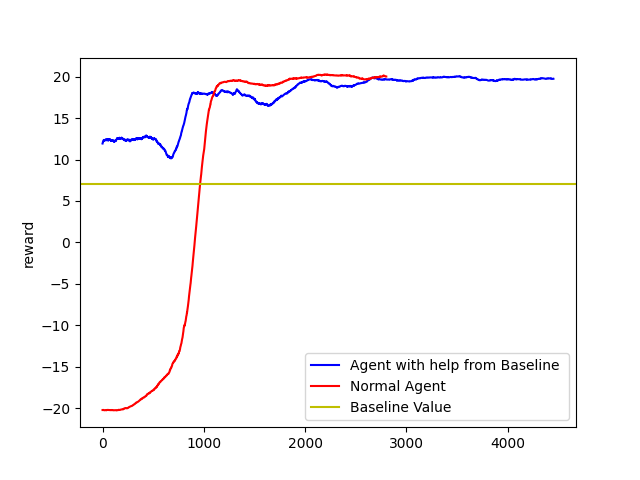 20
15
10
5
0
−5
−10
−15
−20
reward
Agent with help from Baseline
Normal Agent
Baseline Value
0 1000 2000 3000 4000